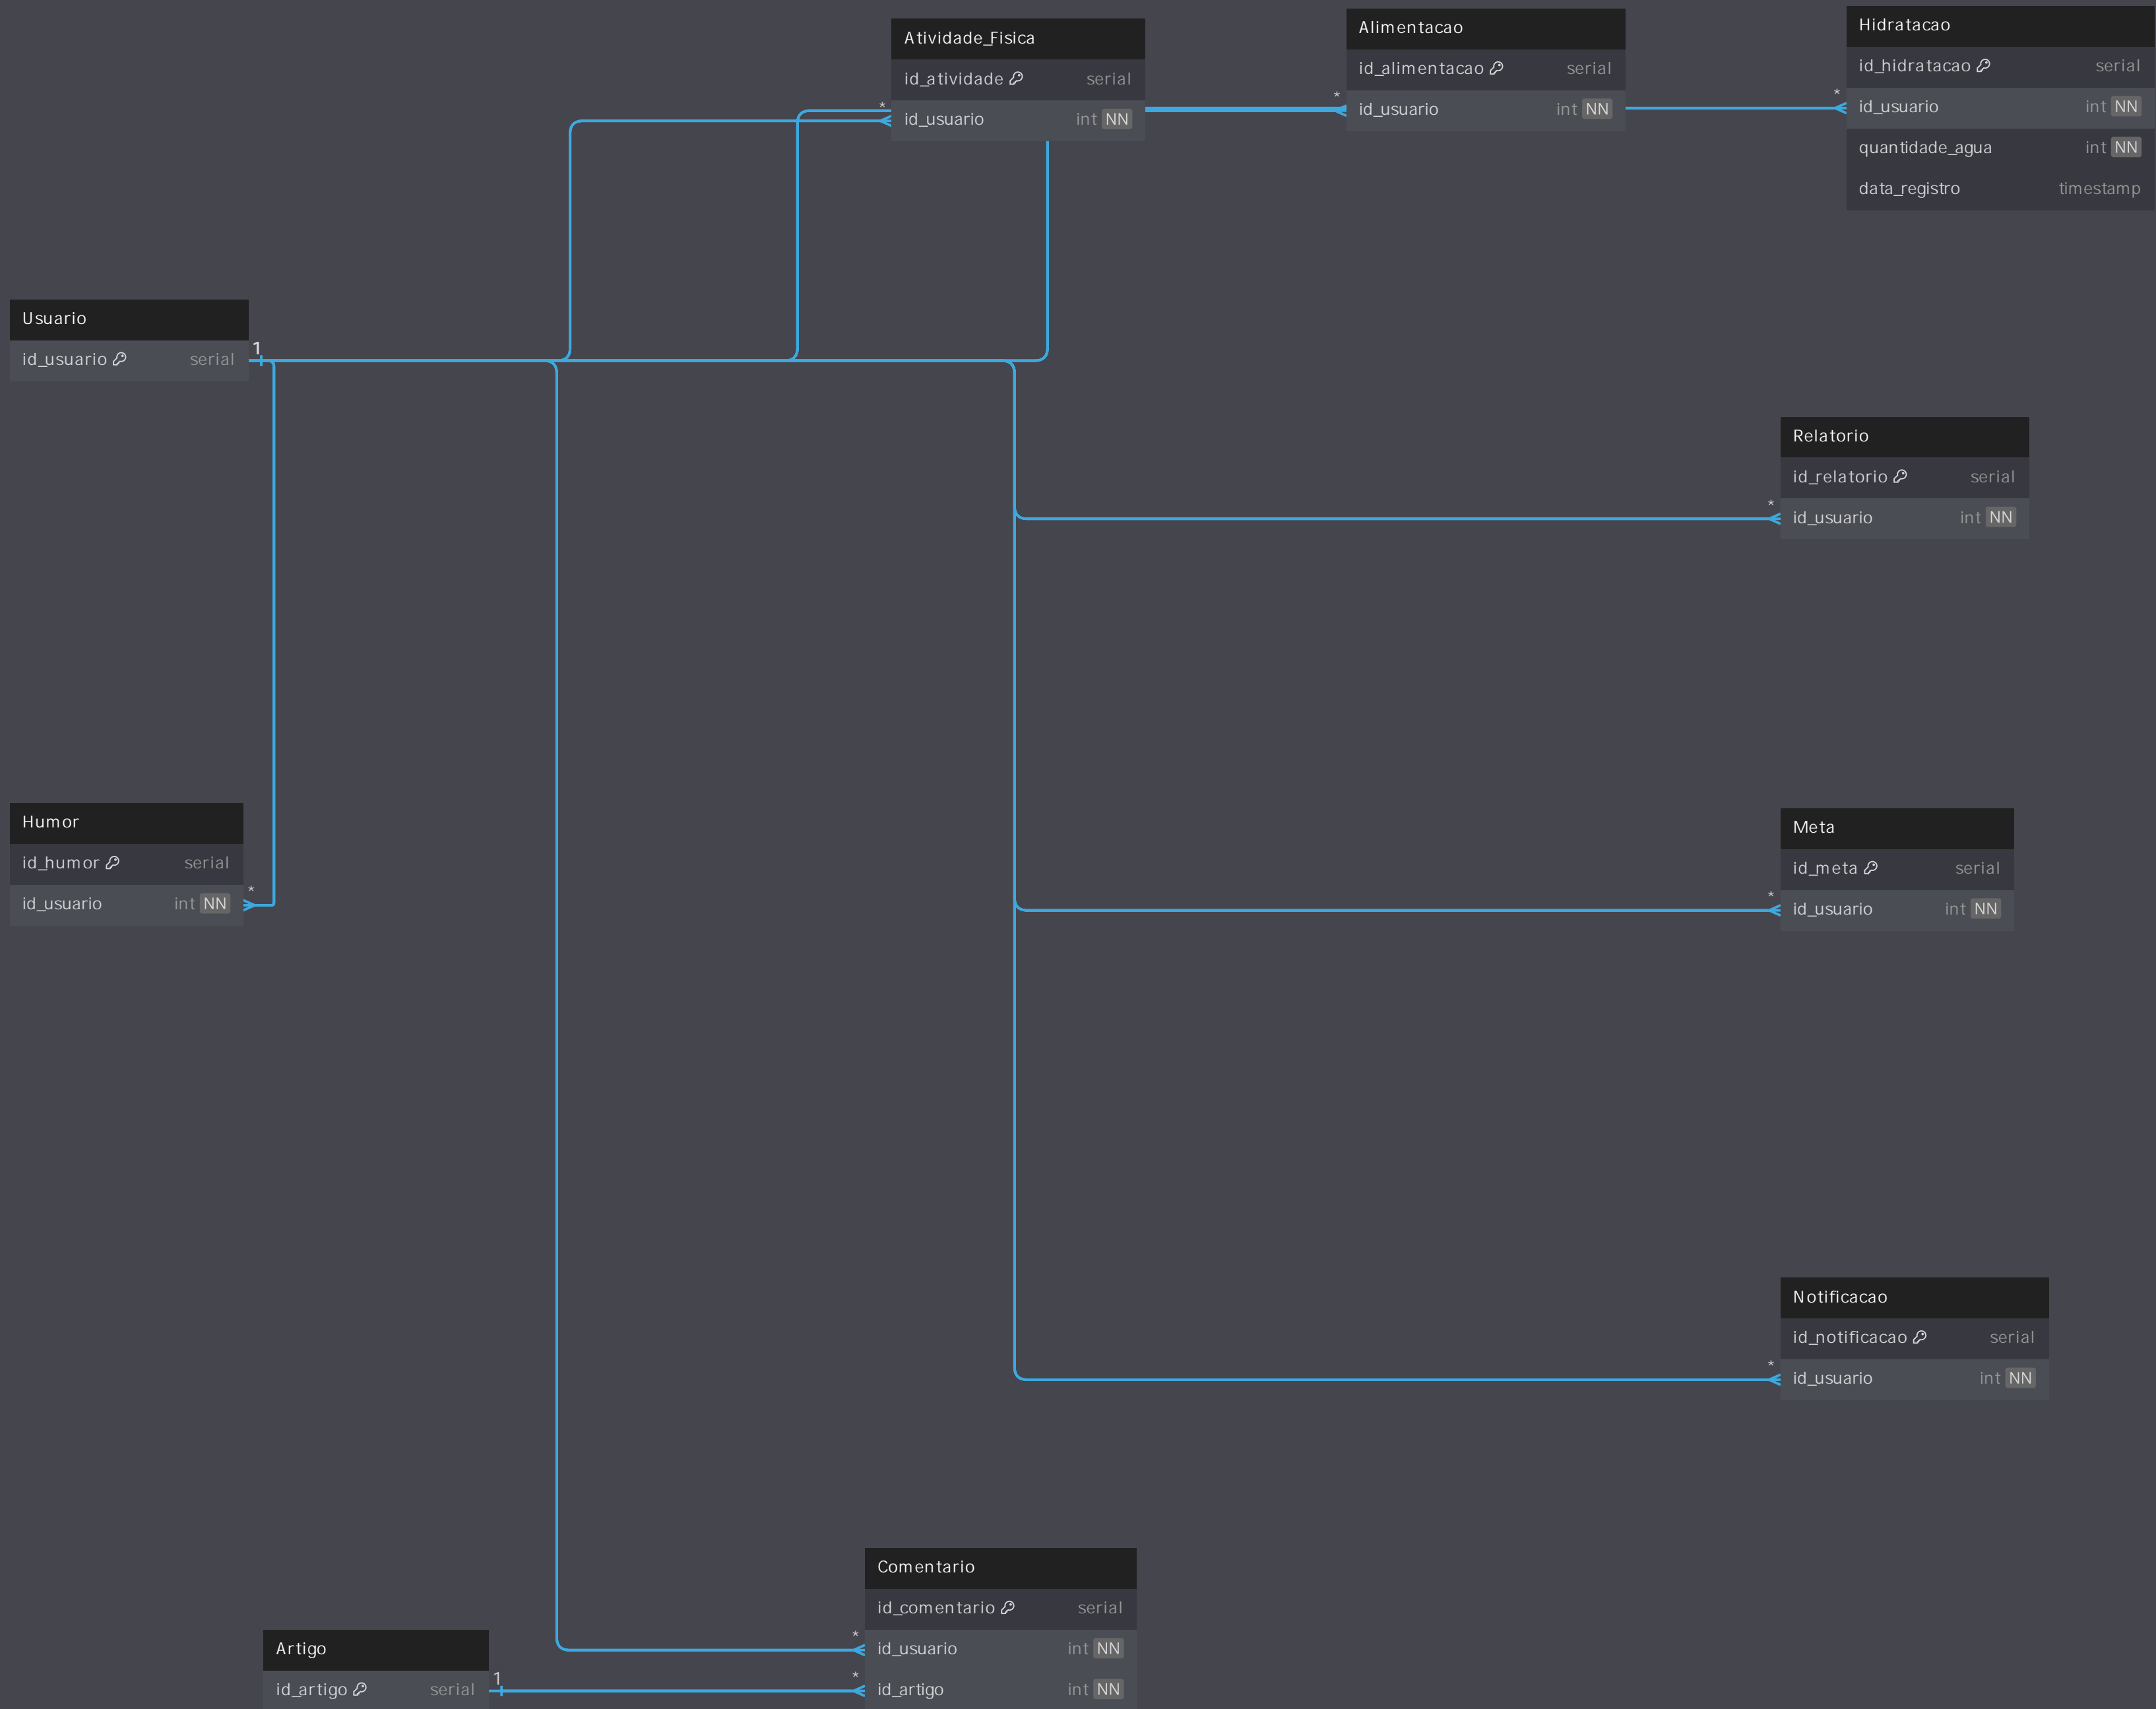 Atividade_Fisica
id_atividade serial
* id_usuario int NN
Alimentacao
id_alimentacao serial
* id_usuario int NN
Hidratacao
id_hidratacao serial
* id_usuario int NN
quantidade_agua int NN
data_registro timestamp
Usuario
id_usuario serial 1
Relatorio
id_relatorio serial
* id_usuario int NN
Humor
id_humor serial
id_usuario int NN *
Meta
id_meta serial
* id_usuario int NN
Notificacao
id_notificacao serial
* id_usuario int NN
Comentario
id_comentario serial
* id_usuario int NN
* id_artigo int NN
Artigo
id_artigo serial 1